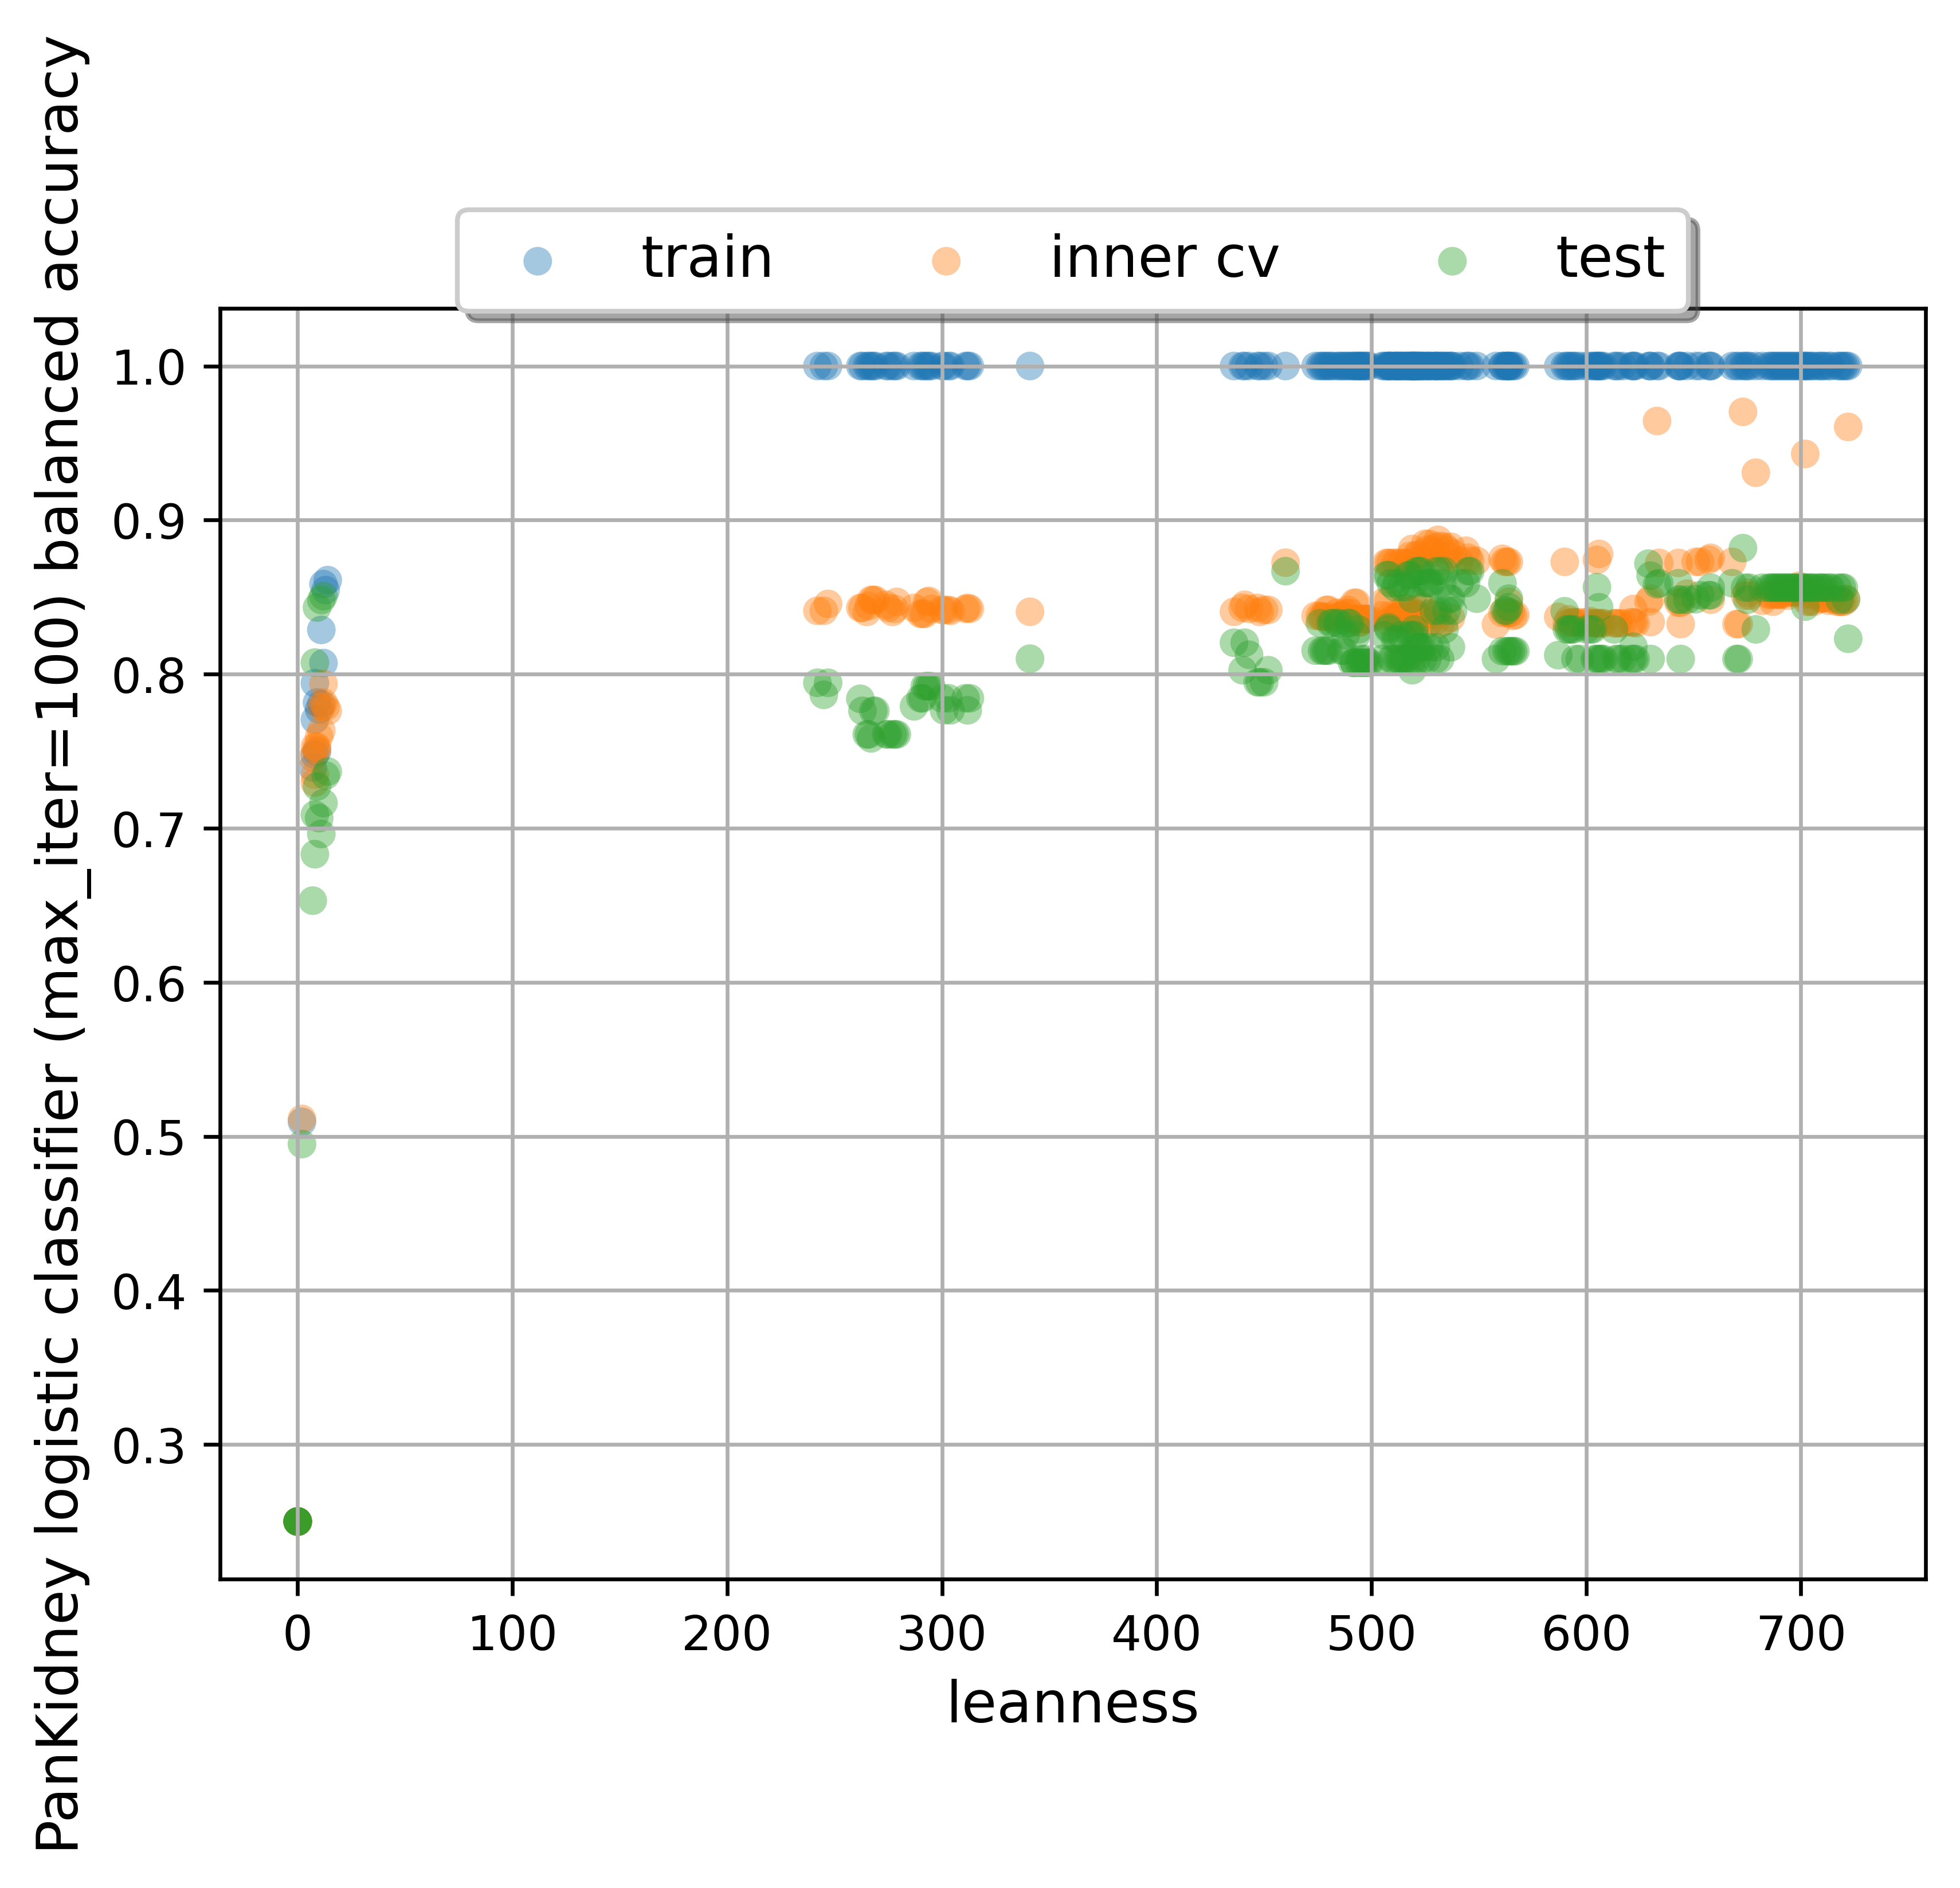 PanKidney logistic classifier (max_iter=100) balanced accuracy
train inner cv test
1.0
0.9
0.8
0.7
0.6
0.5
0.4
0.3
0 100 200 300 400 500 600 700
leanness